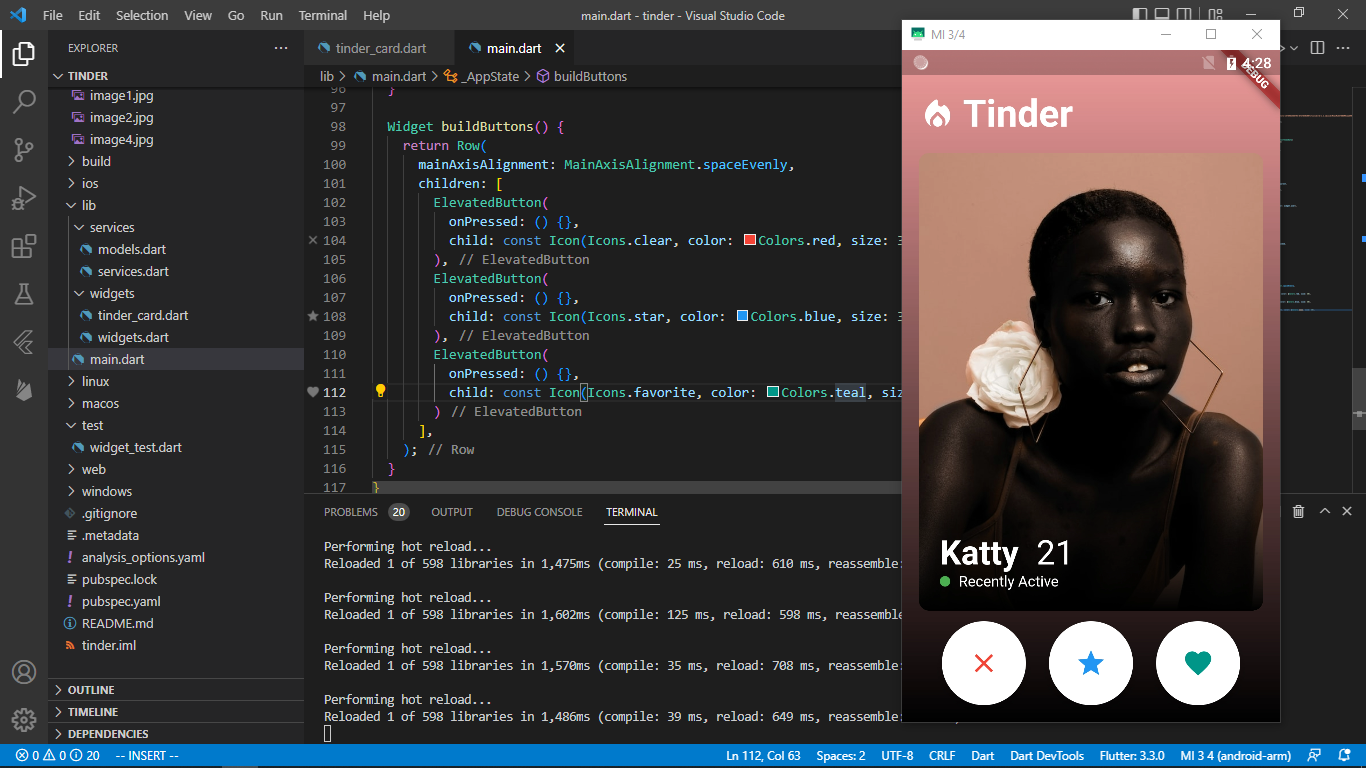 File Edit Selection View Go Run Terminal Help
main.dart - tinder - Visual Studio Code
EXPLORER
TINDER
image1.jpg
image2.jpg
image4.jpg
build
ios
lib
services
models.dart
services.dart
widgets
tinder_card.dart
widgets.dart
main.dart
linux
macos
test
widget_test.dart
web
windows
.gitignore
.metadata
analysis_options.yaml
pubspec.lock
pubspec.yaml
README.md
tinder.iml
OUTLINE
TIMELINE
DEPENDENCIES
tinder_card.dart
main.dart
lib > main.dart > _AppState > buildButtons
96 }
97
98 Widget buildButtons() {
99 return Row(
100 mainAxisAlignment: MainAxisAlignment.spaceEvenly,
101 children: [
102 ElevatedButton(
103 onPressed: () {},
104 child: const Icon(Icons.clear, color: Colors.red, size: 3
105 ), // ElevatedButton
106 ElevatedButton(
107 onPressed: () {},
108 child: const Icon(Icons.star, color: Colors.blue, size: 3
109 ), // ElevatedButton
110 ElevatedButton(
111 onPressed: () {},
112 child: const Icon(Icons.favorite, color: Colors.teal, siz
113 ) // ElevatedButton
114 ],
115 ); // Row
116 }
117 }
PROBLEMS 20 OUTPUT DEBUG CONSOLE TERMINAL
Performing hot reload...
Reloaded 1 of 598 libraries in 1,475ms (compile: 25 ms, reload: 610 ms, reassemble:
Performing hot reload...
Reloaded 1 of 598 libraries in 1,602ms (compile: 125 ms, reload: 598 ms, reassemble:
Performing hot reload...
Reloaded 1 of 598 libraries in 1,570ms (compile: 35 ms, reload: 708 ms, reassemble:
Performing hot reload...
Reloaded 1 of 598 libraries in 1,486ms (compile: 39 ms, reload: 649 ms, reassemble:
MI 3/4
4:28
DEBUG
Tinder
Katty 21
Recently Active
0 0 20 -- INSERT --
Ln 112, Col 63 Spaces: 2 UTF-8 CRLF Dart Dart DevTools Flutter: 3.3.0 MI 3 4 (android-arm)